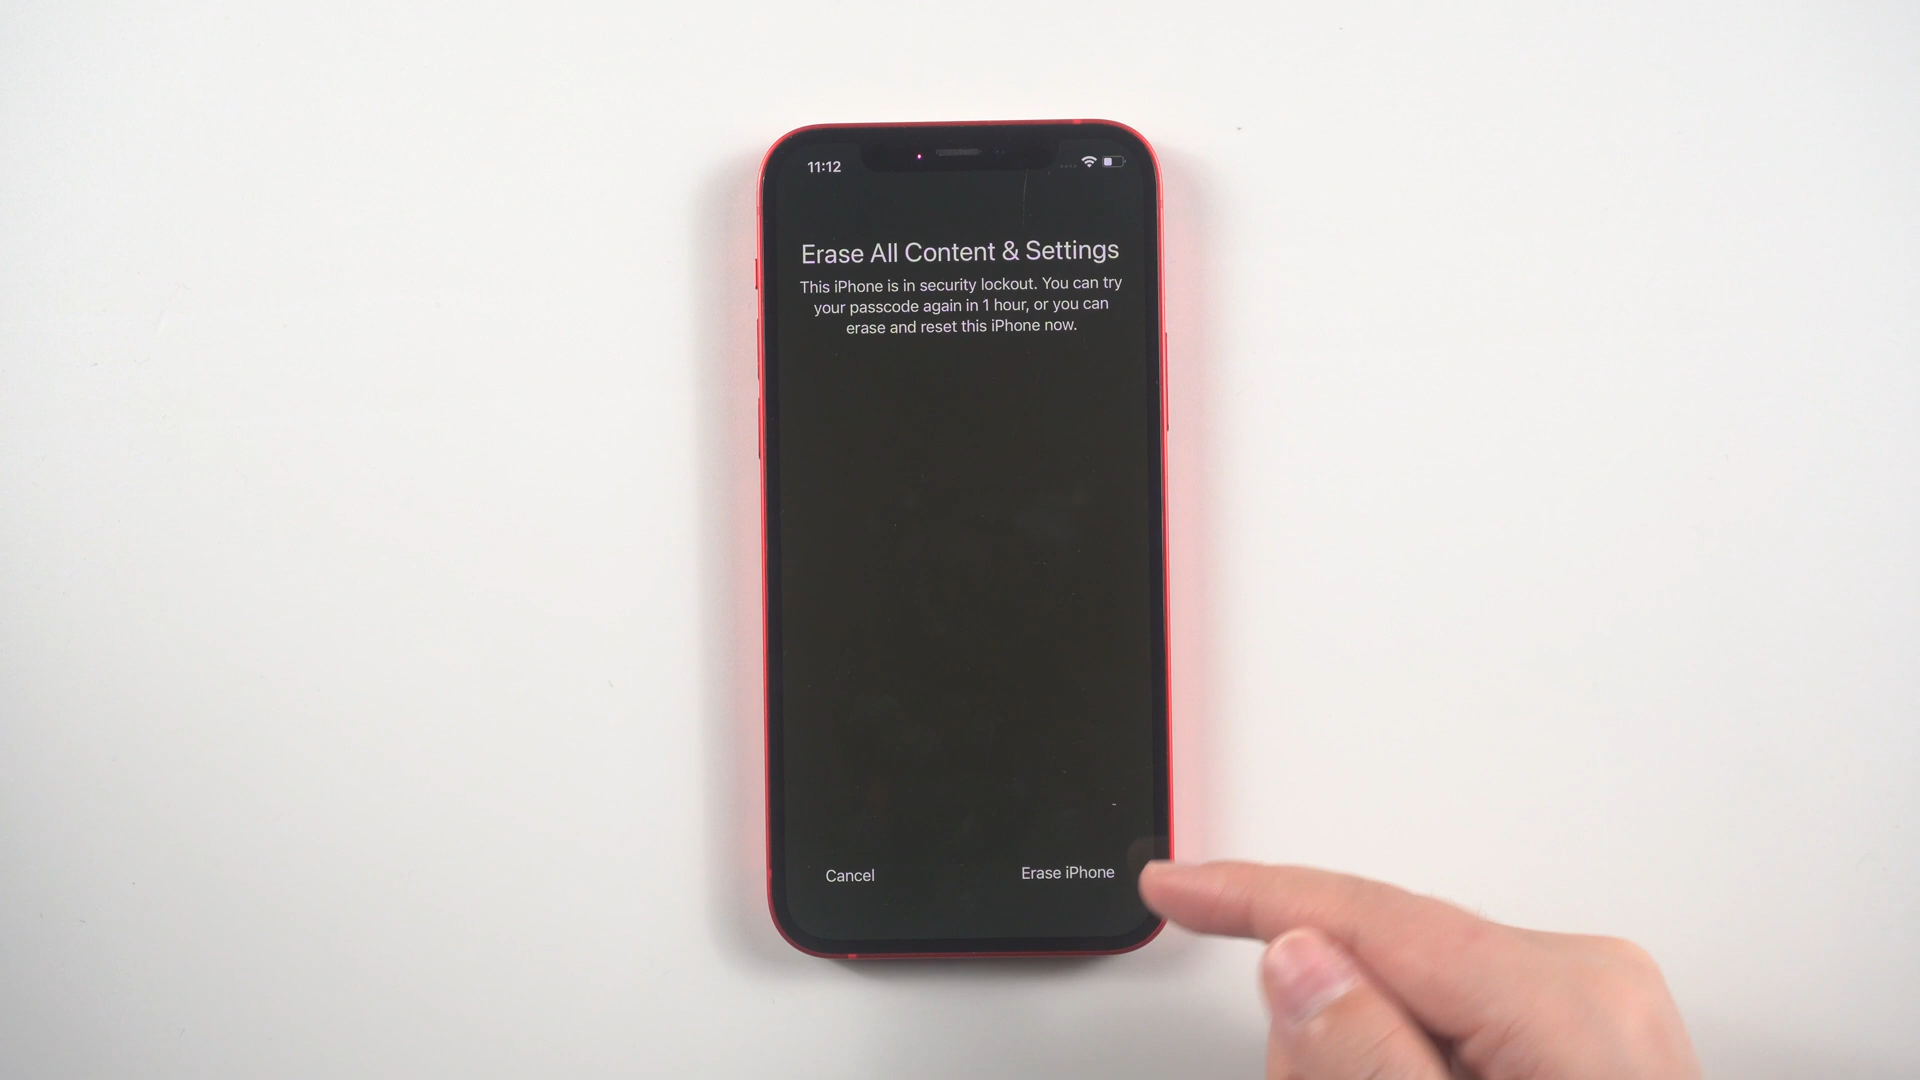 11:12
Erase All Content & Settings
This iPhone is in security lockout. You can try
your passcode again in 1 hour, or you can
erase and reset this iPhone now.
Cancel
Erase iPhone